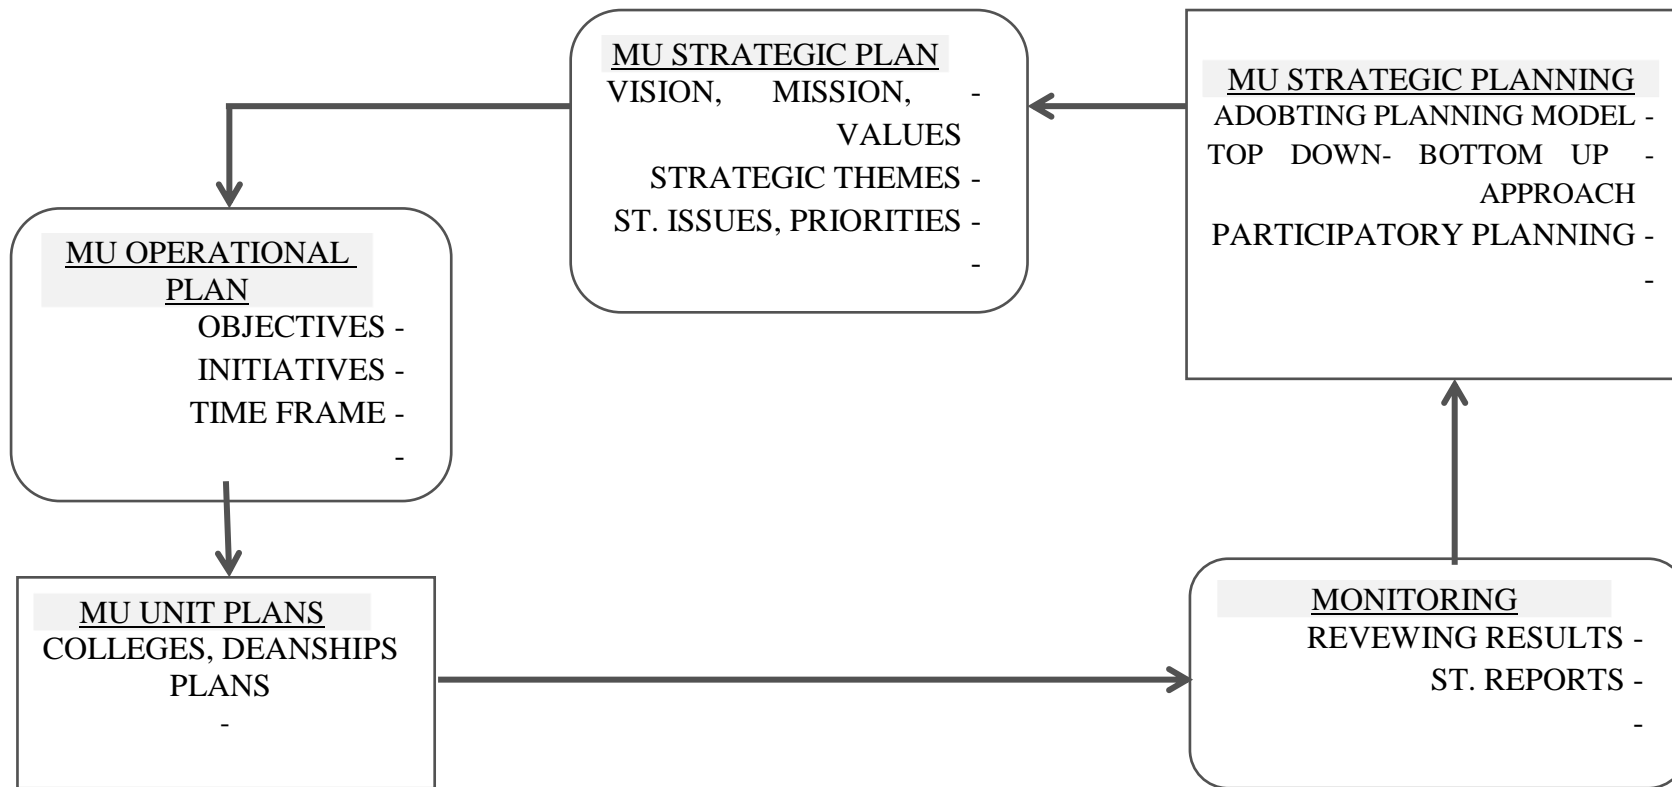 MU STRATEGIC PLANNING
ADOBTING PLANNING MODEL -
TOP DOWN- BOTTOM UP -
APPROACH
PARTICIPATORY PLANNING -
-
MU STRATEGIC PLAN
VISION, MISSION, -
VALUES
STRATEGIC THEMES -
ST. ISSUES, PRIORITIES -
-
MU OPERATIONAL
PLAN
OBJECTIVES -
INITIATIVES -
TIME FRAME -
-
MU UNIT PLANS
COLLEGES, DEANSHIPS
PLANS
-
MONITORING
REVEWING RESULTS -
ST. REPORTS -
-